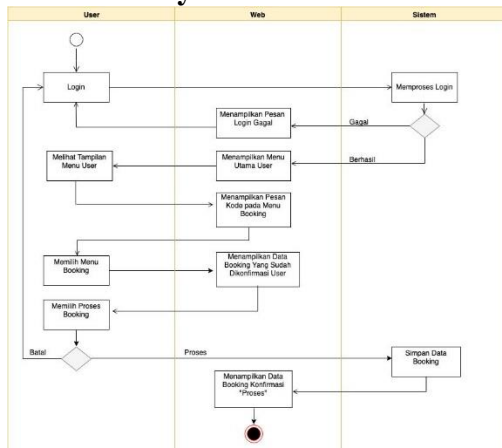 User
Web
Sistem
Login
Memproses Login
Menampilkan Pesan
Login Gagal
Gagal
Melihat Tampilan
Menu User
Menampilkan Menu
Utama User
Berhasil
Menampilkan Pesan
Koda pada Menu
Booking
Memilih Menu
Booking
Menampilkan Data
Booking Yang Sudah
Dikonfirmasi User
Memilih Proses
Booking
Batal
Proses
Simpan Data
Booking
Menampilkan Data
Booking Konfirmasi
"Proses"